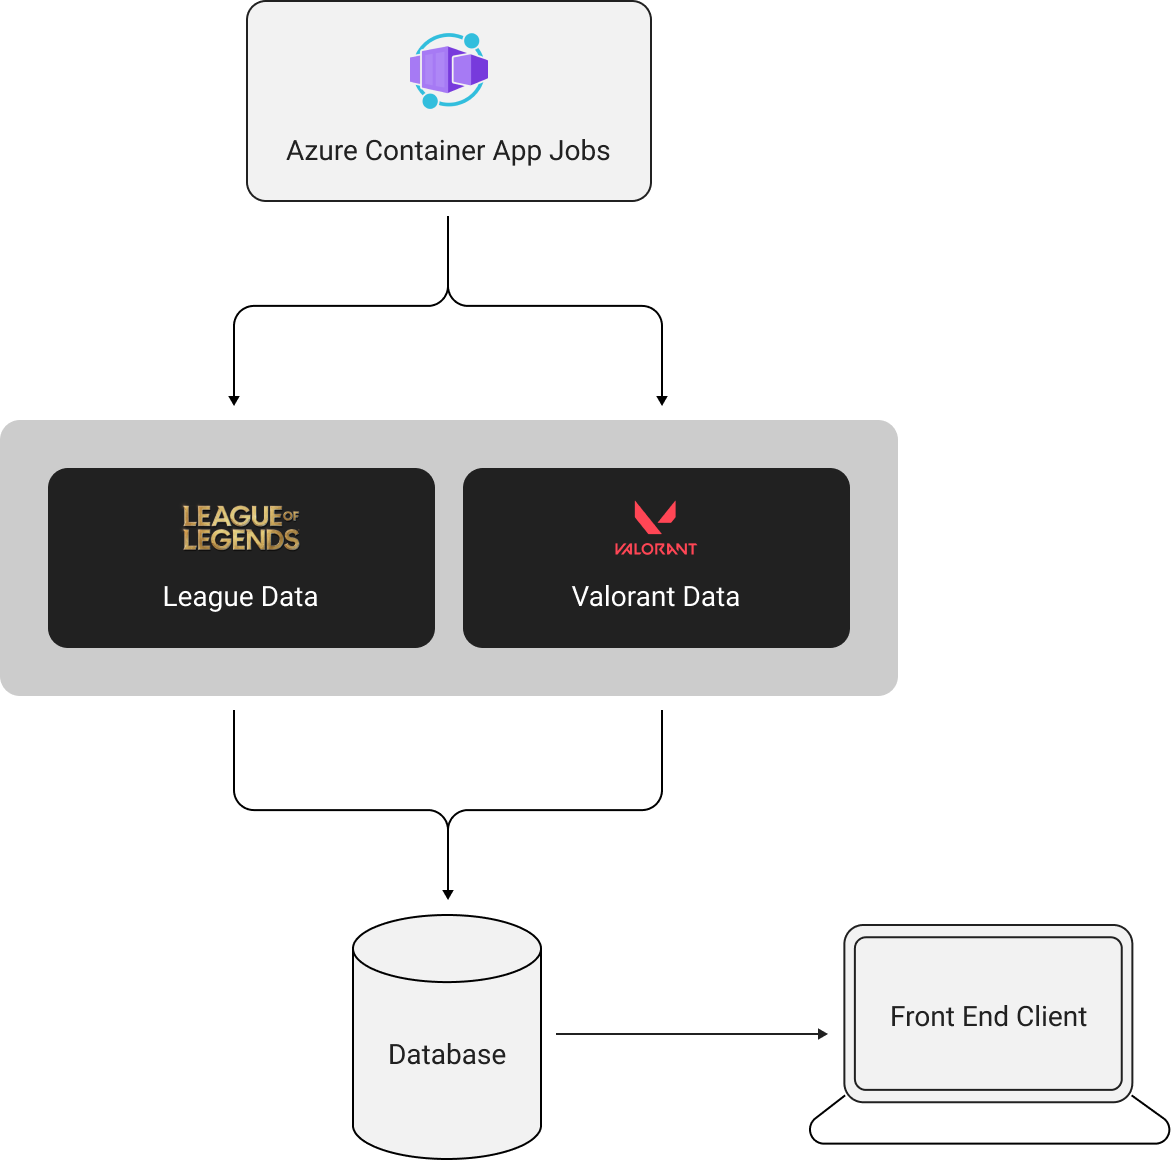 Azure Container App Jobs
LEAGUE OF
LEGENDS
League Data
VALORANT
Valorant Data
Database
Front End Client